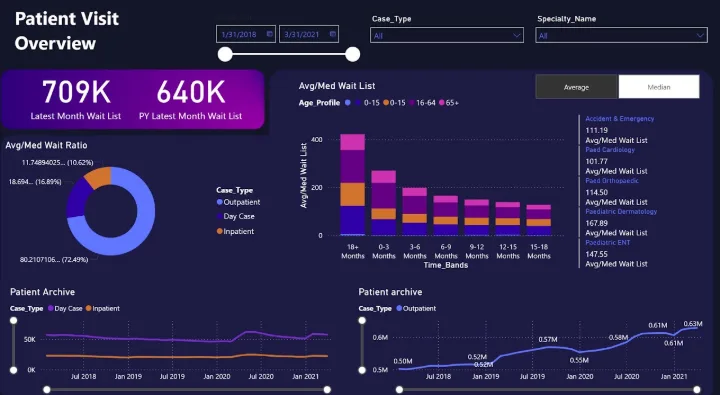 Patient Visit
Overview
1/31/2018
3/31/2021
Case_Type
All
Specialty_Name
All
709K
Latest Month Wait List
640K
PY Latest Month Wait List
Avg/Med Wait Ratio
11.74894025... (10.62%)
18.694... (16.89%)
80.2107106... (72.49%)
Case_Type
Outpatient
Day Case
Inpatient
Avg/Med Wait List
Age_Profile 0-15 0-15 16-64 65+
Average
Median
Avg/Med Wait List
400
200
0
18+
Months
0-3
Months
3-6
Months
6-9
Months
9-12
Months
12-15
Months
15-18
Months
Time_Bands
Accident & Emergency
111.19
Avg/Med Wait List
Paed Cardiology
101.77
Avg/Med Wait List
Paed Orthopaedic
114.50
Avg/Med Wait List
Paediatric Dermatology
167.89
Avg/Med Wait List
Paediatric ENT
147.55
Avg/Med Wait List
Patient Archive
Case_Type Day Case Inpatient
50K
0K
Jul 2018
Jan 2019
Jul 2019
Jan 2020
Jul 2020
Jan 2021
Patient archive
Case_Type Outpatient
0.6M
0.5M
0.50M
0.52M
0.52M
0.57M
0.55M
0.58M
0.61M
0.61M
0.63M
Jul 2018
Jan 2019
Jul 2019
Jan 2020
Jul 2020
Jan 2021